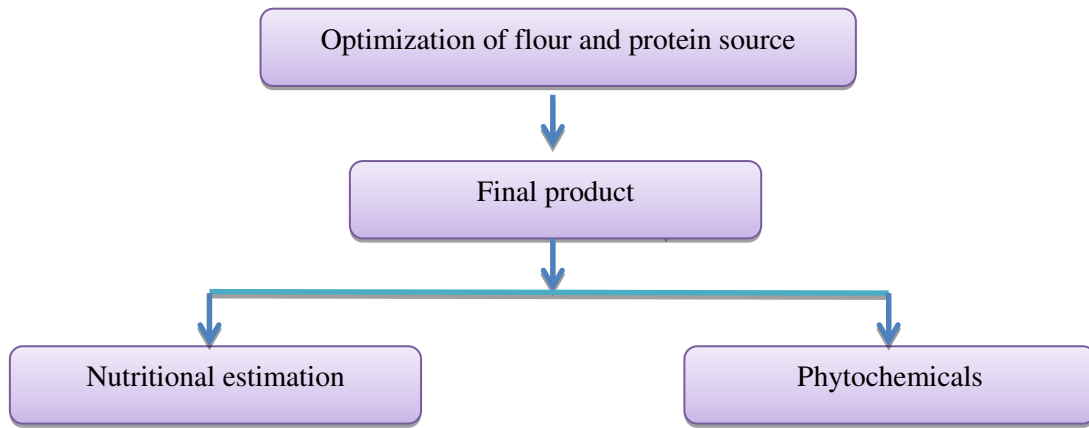 Optimization of flour and protein source
Final product
Nutritional estimation
Phytochemicals